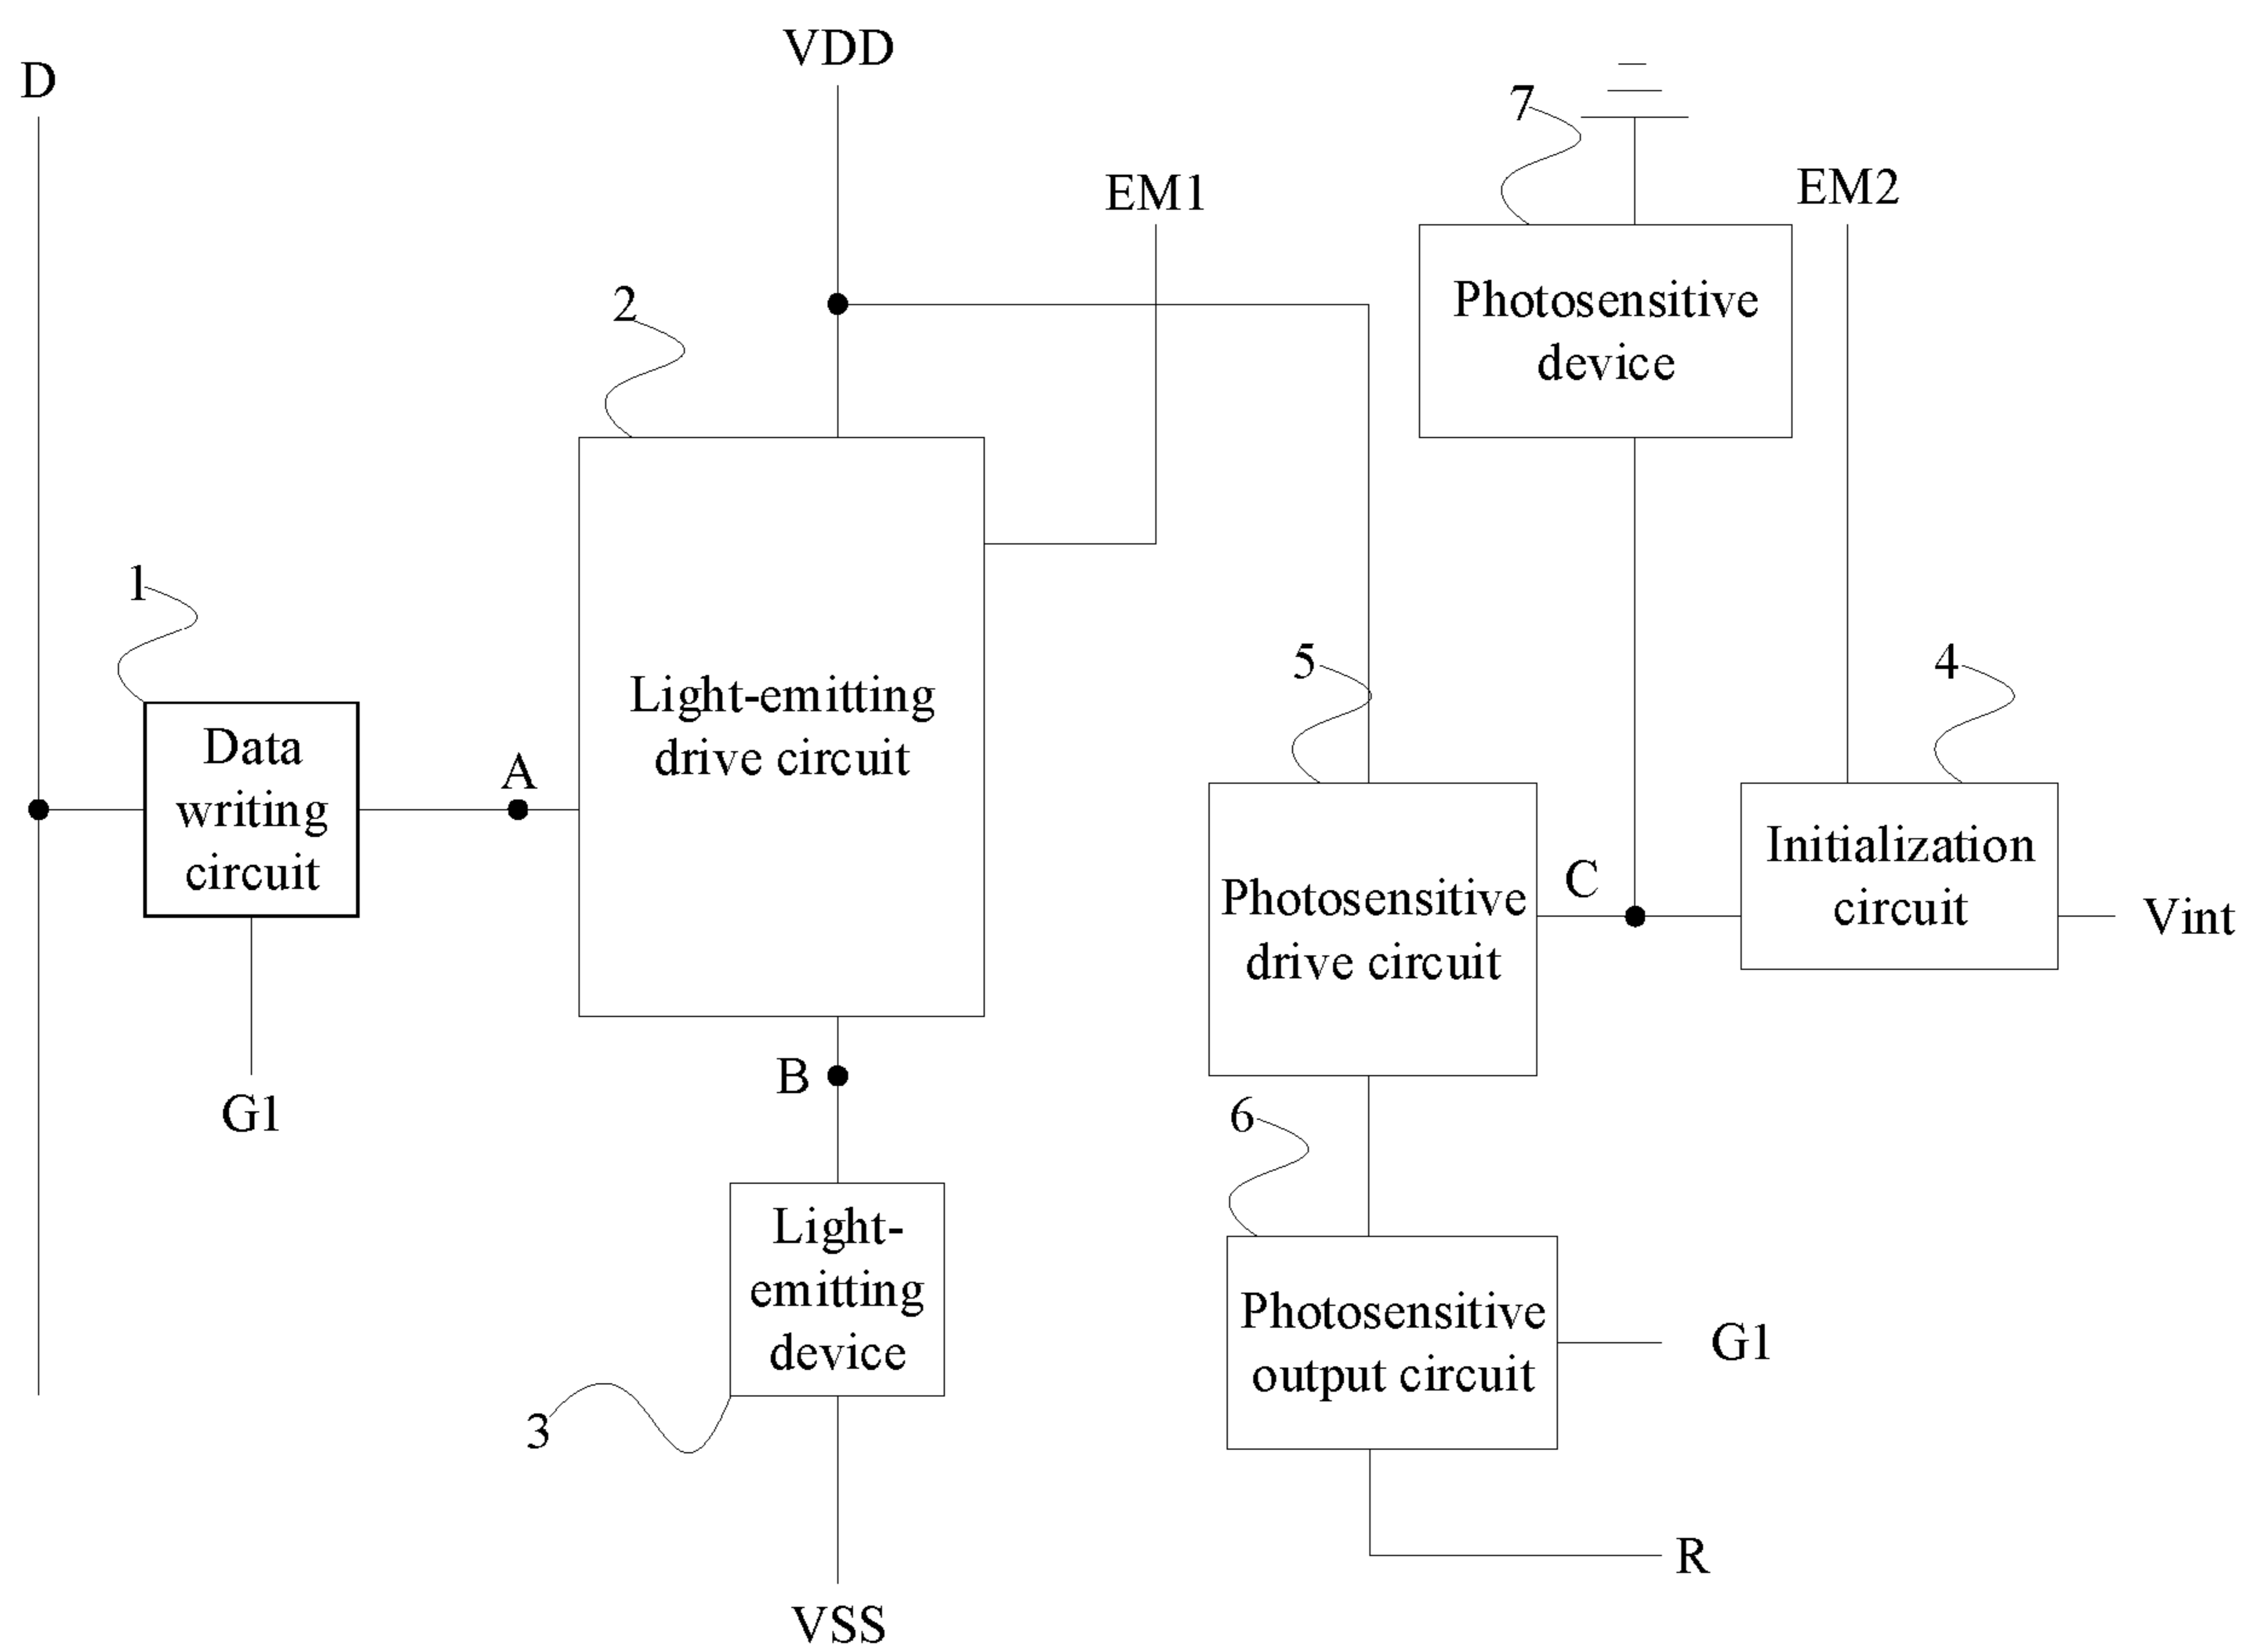 D
VDD
7
EM1
EM2
2
Photosensitive
device
1
Light-emitting
drive circuit
5
4
Data
writing
circuit
A
Photosensitive
drive circuit
C
Initialization
circuit
Vint
B
G1
6
Light-
emitting
device
Photosensitive
output circuit
G1
3
R
VSS